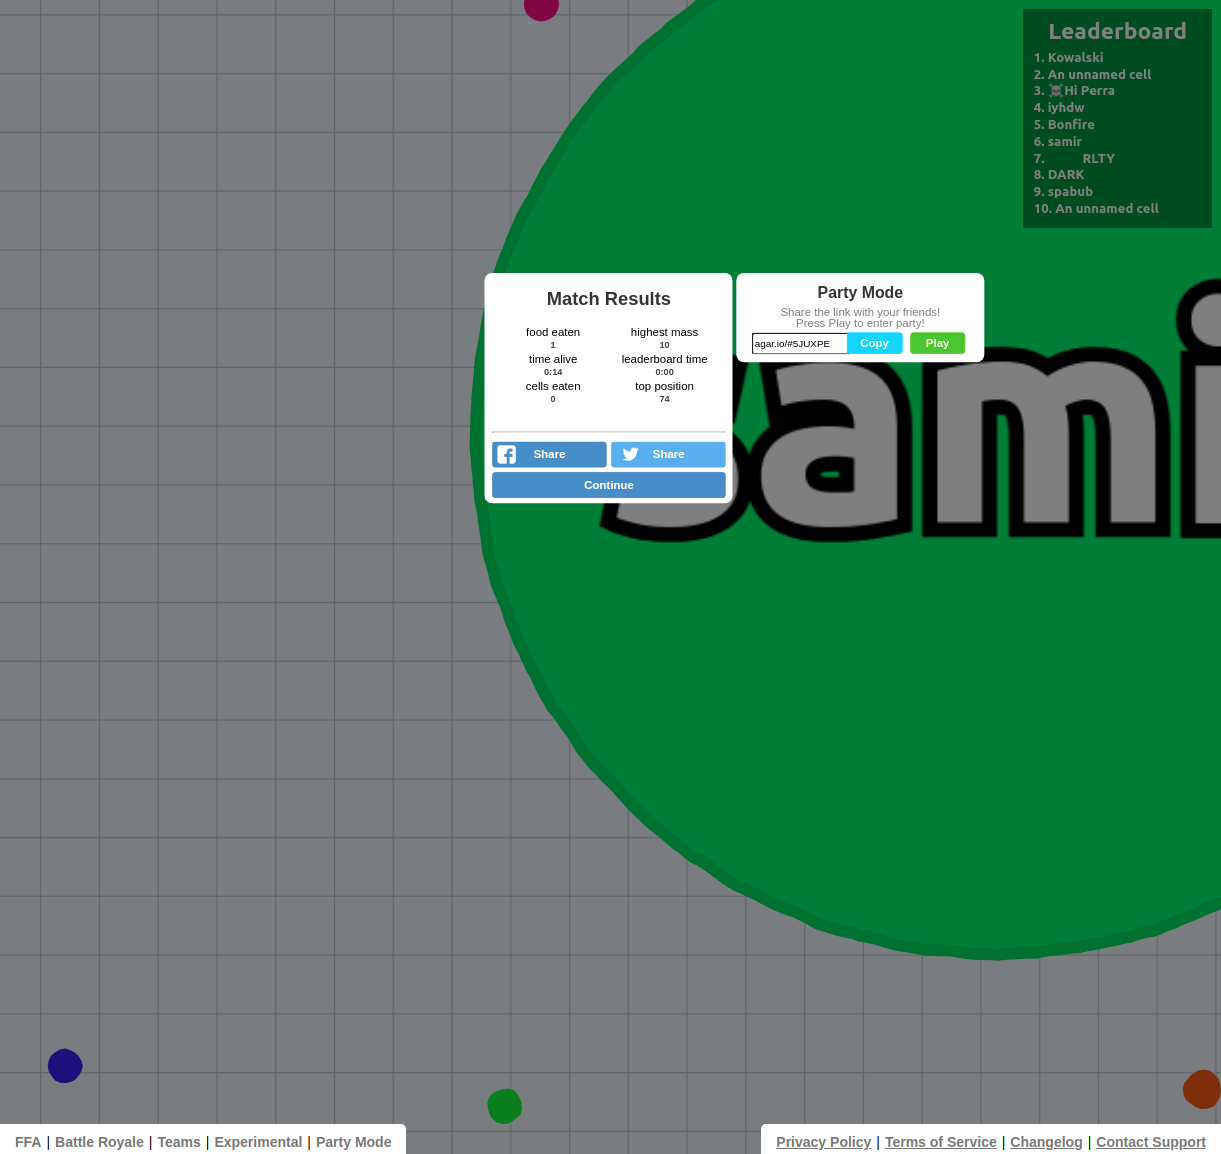 Leaderboard
1. Kowalski
2. An unnamed cell
3. ☠️Hi Perra
4. iyhdw
5. Bonfire
6. samir
7. RLTY
8. DARK
9. spabub
10. An unnamed cell
Match Results
food eaten highest mass
1 10
time alive leaderboard time
0:14 0:00
cells eaten top position
0 74
Share Share
Continue
Party Mode
Share the link with your friends!
Press Play to enter party!
agar.io/#5JUXPE Copy Play
sami
FFA | Battle Royale | Teams | Experimental | Party Mode
Privacy Policy | Terms of Service | Changelog | Contact Support